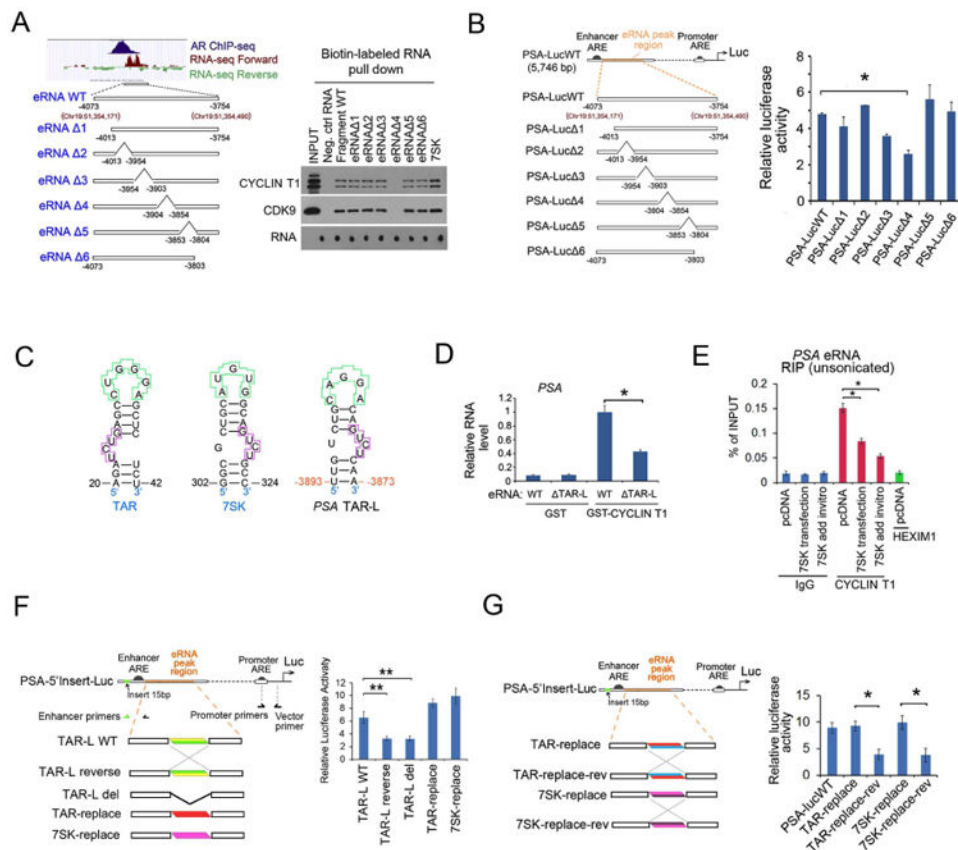 A
AR ChIP-seq
RNA-seq Forward
RNA-seq Reverse
eRNA WT
-4073
-3754
(Chr19:51,354,171)
(Chr19:51,354,490)
eRNA Δ1
-4013
-3754
eRNA Δ2
-4013
-3954
eRNA Δ3
-3954
-3903
eRNA Δ4
-3904
-3854
eRNA Δ5
-3853
-3804
eRNA Δ6
-4073
-3803
Biotin-labeled RNA
pull down
INPUT
Neg. ctrl RNA
Fragment WT
eRNAΔ1
eRNAΔ2
eRNAΔ3
eRNAΔ4
eRNAΔ5
eRNAΔ6
7SK
CYCLIN T1
CDK9
RNA
B
Enhancer
ARE
eRNA peak
region
Promoter
ARE
Luc
PSA-LucWT
(5,746 bp)
PSA-LucWT
-4073
-3754
(Chr19:51,354,171)
(Chr19:51,354,490)
PSA-LucΔ1
-4013
-3754
PSA-LucΔ2
-4013
-3954
PSA-LucΔ3
-3954
-3903
PSA-LucΔ4
-3804
-3854
PSA-LucΔ5
-3853
-3804
PSA-LucΔ6
-4073
-3803
Relative luciferase
activity
8
6
4
2
0
*
PSA-LucWT
PSA-LucΔ1
PSA-LucΔ2
PSA-LucΔ3
PSA-LucΔ4
PSA-LucΔ5
PSA-LucΔ6
C
20
42
5'
3'
TAR
302
324
5'
3'
7SK
-3893
-3873
5'
3'
PSA TAR-L
D
PSA
Relative RNA
level
1.5
1
0.5
0
*
eRNA:
WT
ΔTAR-L
WT
ΔTAR-L
GST
GST-CYCLIN T1
E
PSA eRNA
RIP (unsonicated)
% of INPUT
0.2
0.15
0.1
0.05
0
*
*
pcDNA
7SK transfection
7SK add invitro
pcDNA
7SK transfection
7SK add invitro
pcDNA
IgG
CYCLIN T1
HEXIM1
F
Enhancer
ARE
eRNA
peak
region
Promoter
ARE
Luc
PSA-5'Insert-Luc
Insert 15bp
Enhancer primers
Promoter primers
Vector
primer
TAR-L WT
TAR-L reverse
TAR-L del
TAR-replace
7SK-replace
Relative Luciferase Activity
12
10
8
6
4
2
0
**
**
TAR-L WT
TAR-L reverse
TAR-L del
TAR-replace
7SK-replace
G
Enhancer
ARE
eRNA
peak
region
Promoter
ARE
Luc
PSA-5'Insert-Luc
Insert 15bp
TAR-replace
TAR-replace-rev
7SK-replace
7SK-replace-rev
Relative luciferase
activity
16
12
8
4
0
*
*
PSA-lucWT
TAR-replace
TAR-replace-rev
7SK-replace
7SK-replace-rev